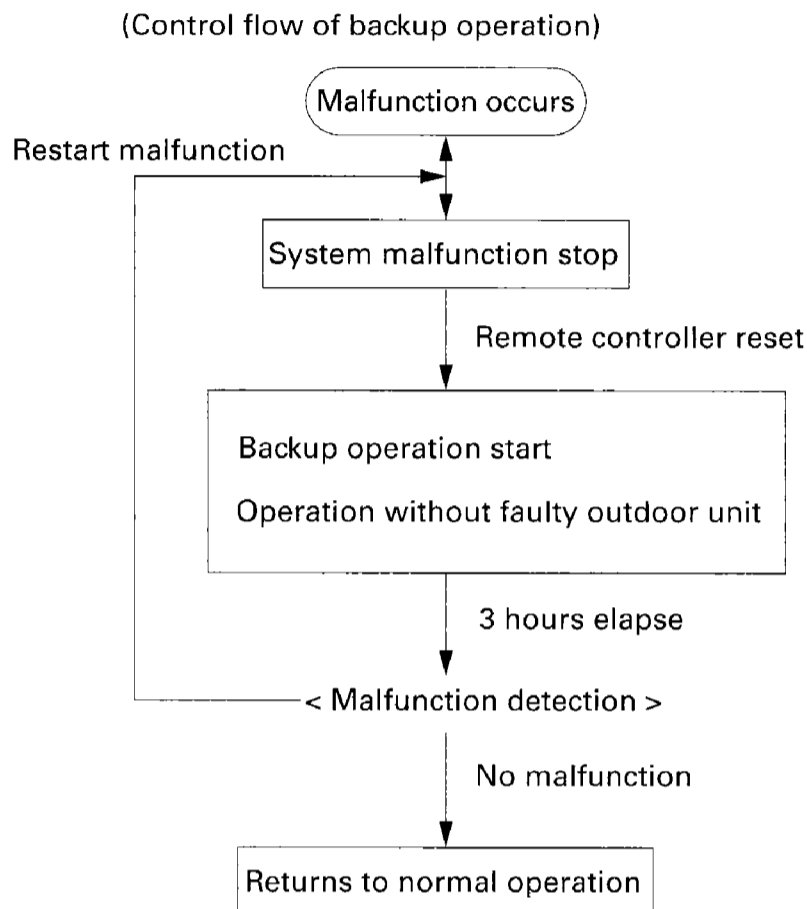 (Control flow of backup operation)
Malfunction occurs
Restart malfunction
System malfunction stop
Remote controller reset
Backup operation start
Operation without faulty outdoor unit
3 hours elapse
< Malfunction detection >
No malfunction
Returns to normal operation